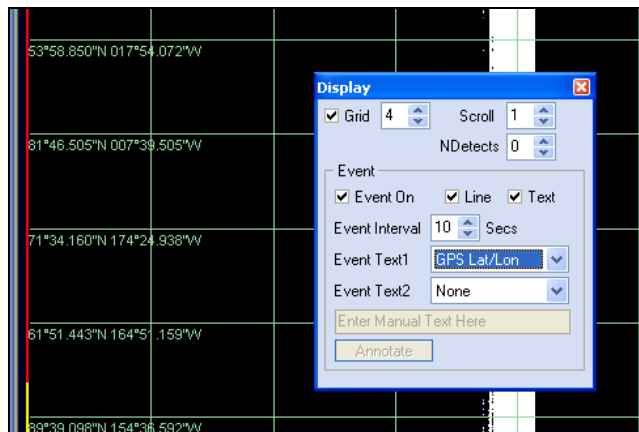 53°58.850"N 017°54.072"W
81°46.505"N 007°39.505"W
71°34.160"N 174°24.938"W
61°51.443"N 164°51.159"W
89°39.098"N 154°36.592"W
Display
Grid 4 Scroll 1
NDetects 0
Event
Event On Line Text
Event Interval 10 Secs
Event Text1 GPS Lat/Lon
Event Text2 None
Enter Manual Text Here
Annotate